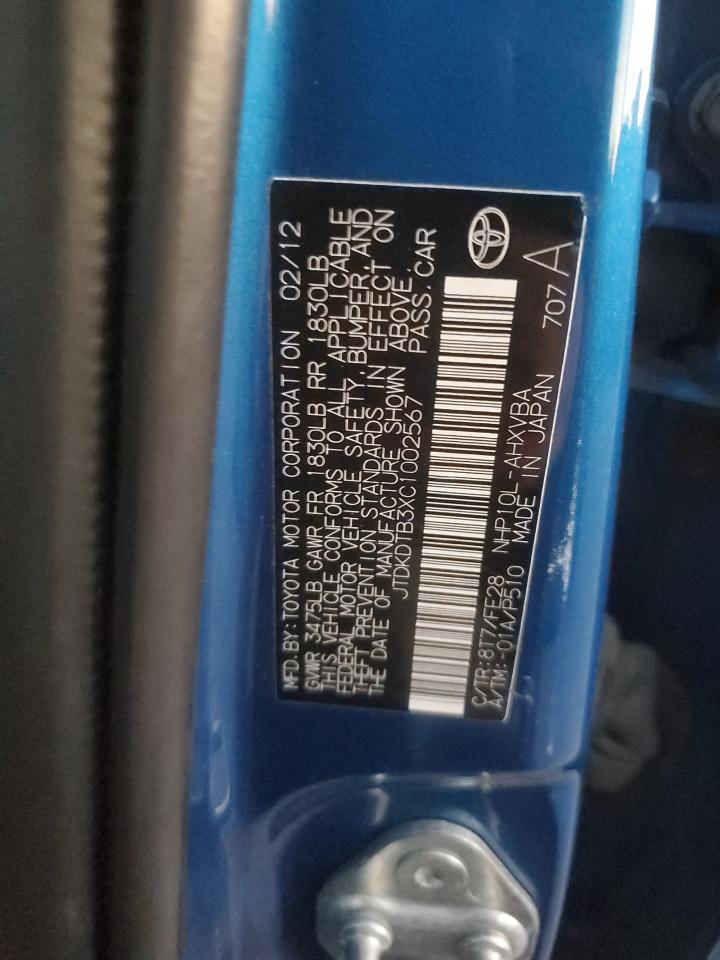 MFD.BY:TOYOTA MOTOR CORPORATION 02/12
GVWR 3475LB GAWR FR 1830LB RR 1830LB
THIS VEHICLE CONFORMS TO ALL APPLICABLE
FEDERAL MOTOR VEHICLE SAFETY, BUMPER, AND
THEFT PREVENTION STANDARDS IN EFFECT ON
THE DATE OF MANUFACTURE SHOWN ABOVE.
JTDKDTB3XC1002567 PASS.CAR
C/TR:8T7/FE28 NHP10L-AHXVBA
A/TM:-01A/P510 MADE IN JAPAN 707 A